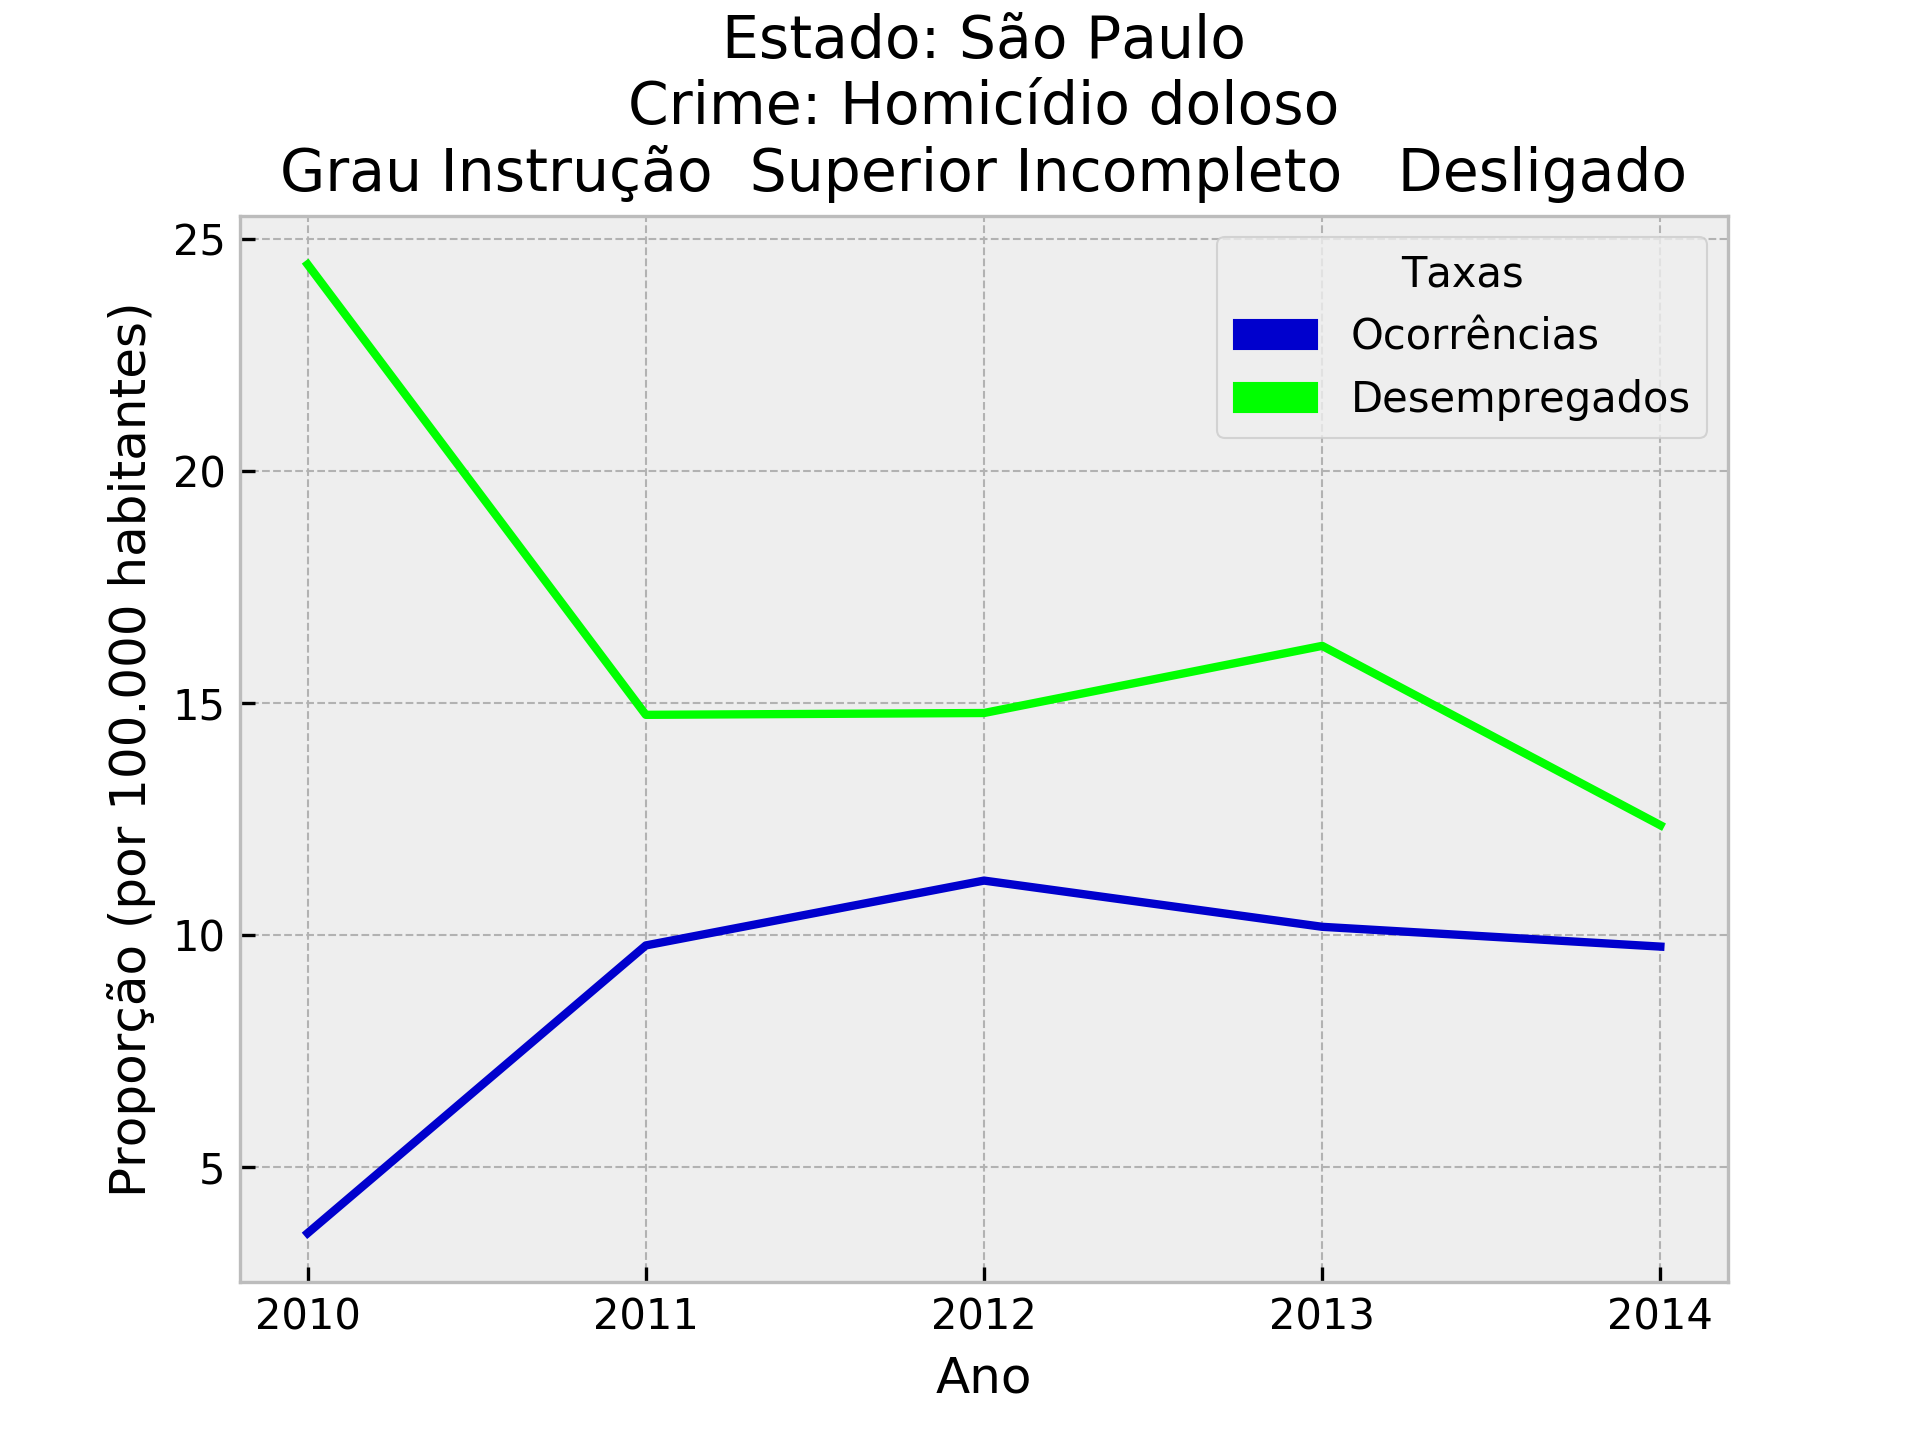 Estado: São Paulo
Crime: Homicídio doloso
Grau Instrução  Superior Incompleto   Desligado
Proporção (por 100.000 habitantes)
25
20
15
10
5
Taxas
Ocorrências
Desempregados
2010 2011 2012 2013 2014
Ano